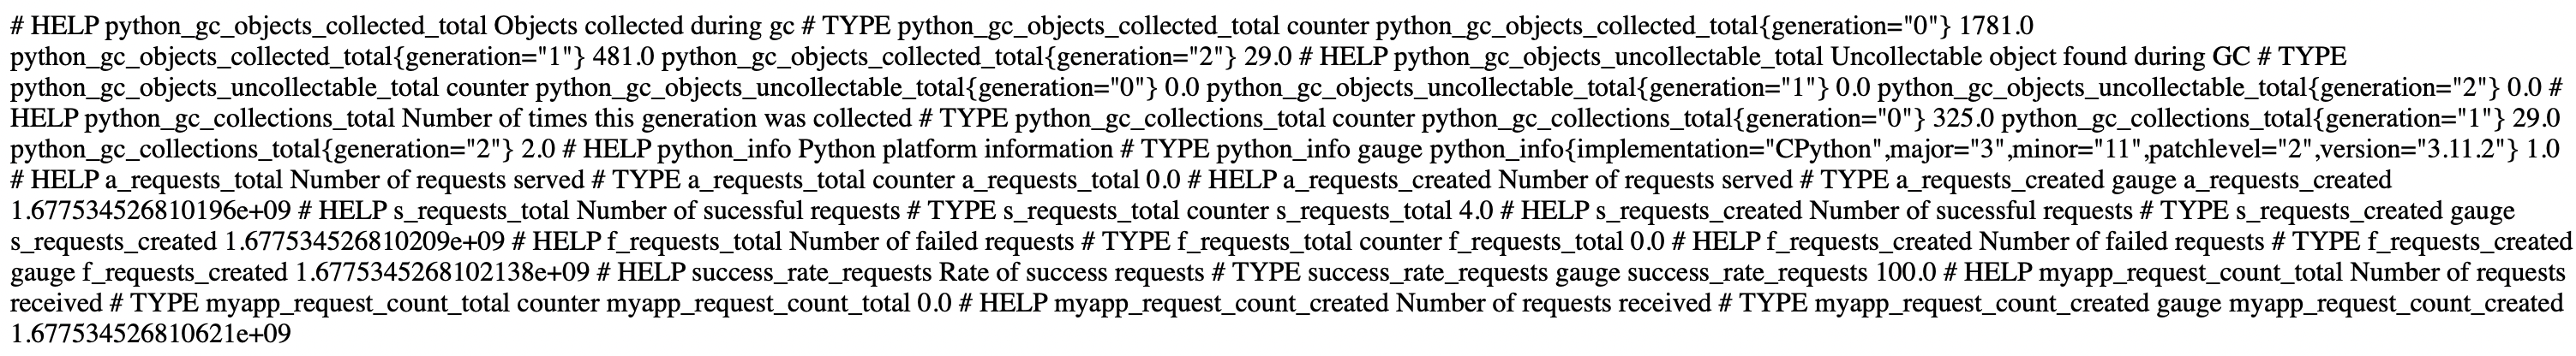 # HELP python_gc_objects_collected_total Objects collected during gc # TYPE python_gc_objects_collected_total counter python_gc_objects_collected_total{generation="0"} 1781.0
python_gc_objects_collected_total{generation="1"} 481.0 python_gc_objects_collected_total{generation="2"} 29.0 # HELP python_gc_objects_uncollectable_total Uncollectable object found during GC # TYPE
python_gc_objects_uncollectable_total counter python_gc_objects_uncollectable_total{generation="0"} 0.0 python_gc_objects_uncollectable_total{generation="1"} 0.0 python_gc_objects_uncollectable_total{generation="2"} 0.0 #
HELP python_gc_collections_total Number of times this generation was collected # TYPE python_gc_collections_total counter python_gc_collections_total{generation="0"} 325.0 python_gc_collections_total{generation="1"} 29.0
python_gc_collections_total{generation="2"} 2.0 # HELP python_info Python platform information # TYPE python_info gauge python_info{implementation="CPython",major="3",minor="11",patchlevel="2",version="3.11.2"} 1.0
# HELP a_requests_total Number of requests served # TYPE a_requests_total counter a_requests_total 0.0 # HELP a_requests_created Number of requests served # TYPE a_requests_created gauge a_requests_created
1.677534526810196e+09 # HELP s_requests_total Number of sucessful requests # TYPE s_requests_total counter s_requests_total 4.0 # HELP s_requests_created Number of sucessful requests # TYPE s_requests_created gauge
s_requests_created 1.677534526810209e+09 # HELP f_requests_total Number of failed requests # TYPE f_requests_total counter f_requests_total 0.0 # HELP f_requests_created Number of failed requests # TYPE f_requests_created
gauge f_requests_created 1.6775345268102138e+09 # HELP success_rate_requests Rate of success requests # TYPE success_rate_requests gauge success_rate_requests 100.0 # HELP myapp_request_count_total Number of requests
received # TYPE myapp_request_count_total counter myapp_request_count_total 0.0 # HELP myapp_request_count_created Number of requests received # TYPE myapp_request_count_created gauge myapp_request_count_created
1.677534526810621e+09